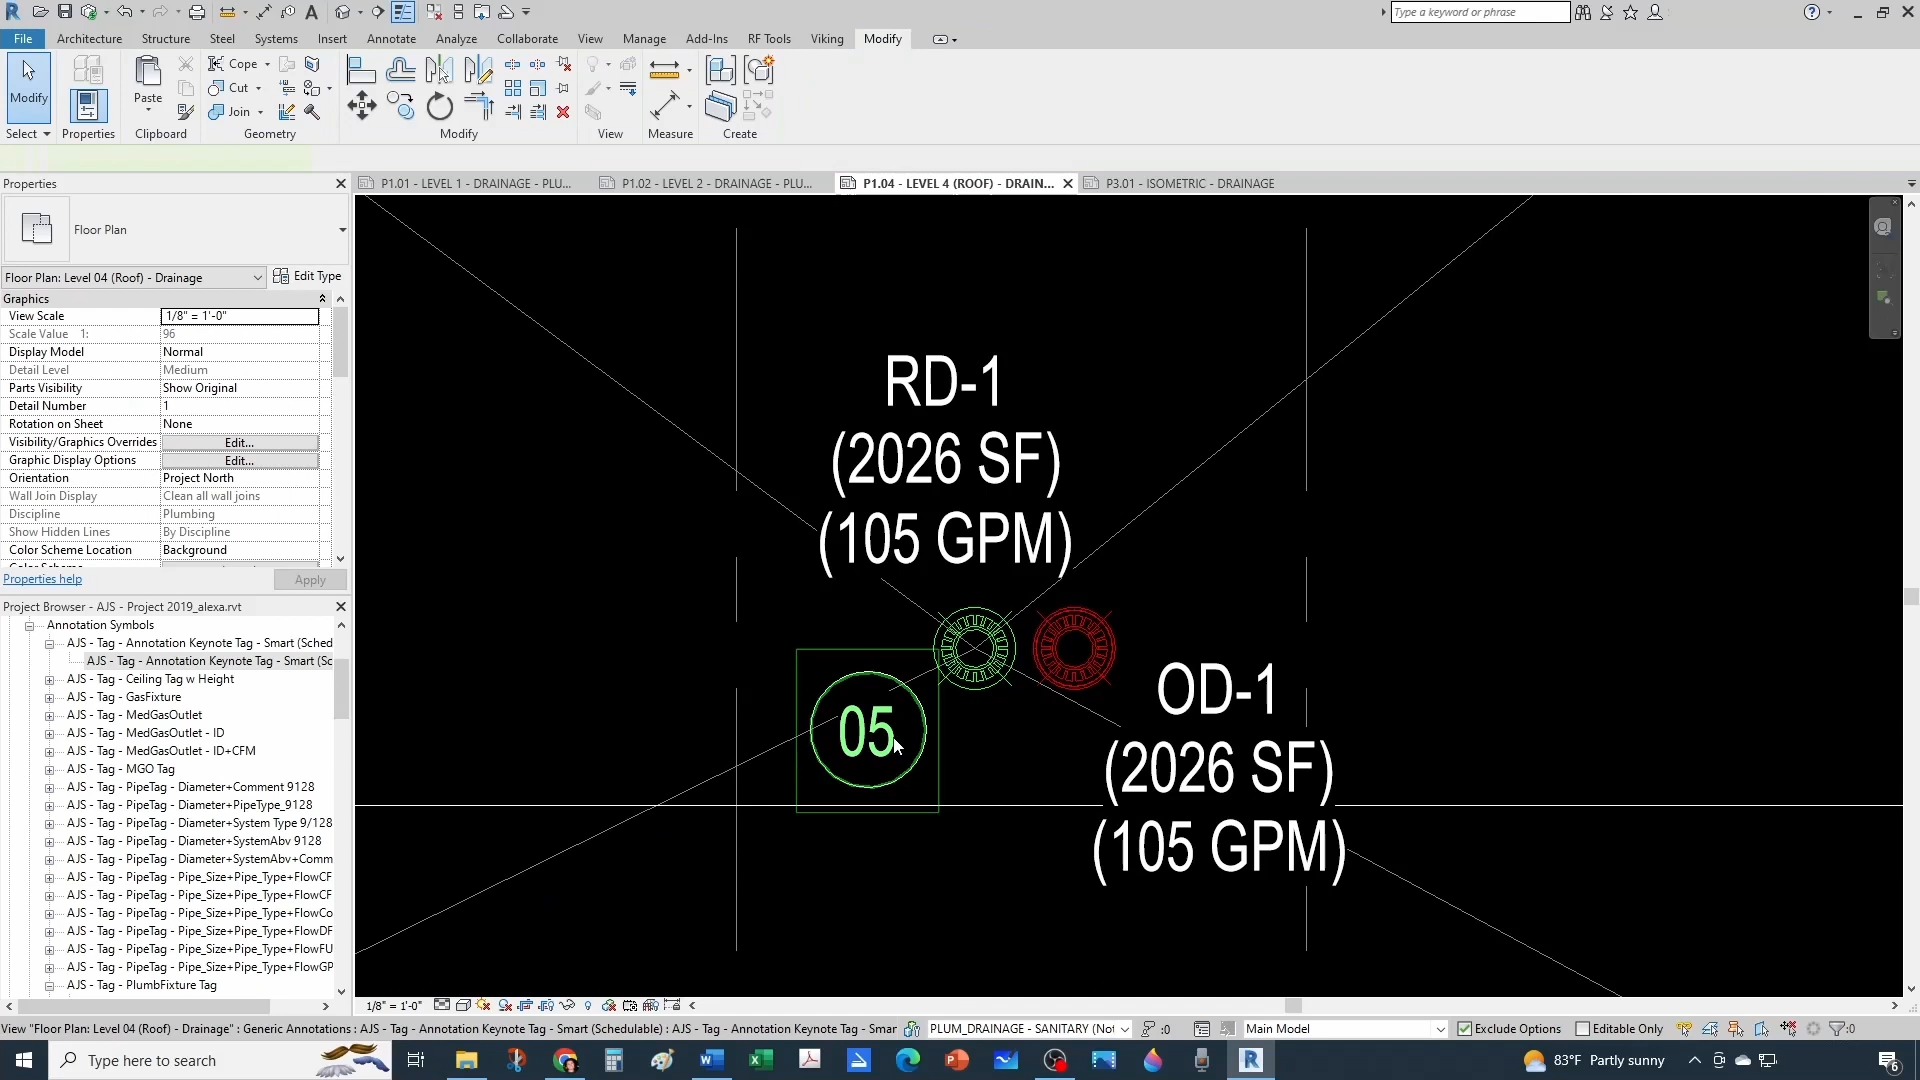 Type a keyword or phrase
File Architecture Structure Steel Systems Insert Annotate Analyze Collaborate View Manage Add-Ins RF Tools Viking Modify
Modify
Paste
Cope
Cut
Join
Select Properties Clipboard Geometry Modify View Measure Create
Properties
P1.01 - LEVEL 1 - DRAINAGE - PLU...
P1.02 - LEVEL 2 - DRAINAGE - PLU...
P1.04 - LEVEL 4 (ROOF) - DRAIN...
P3.01 - ISOMETRIC - DRAINAGE
Floor Plan
Floor Plan: Level 04 (Roof) - Drainage
Edit Type
Graphics
View Scale 1/8" = 1'-0"
Scale Value 1: 96
Display Model Normal
Detail Level Medium
Parts Visibility Show Original
Detail Number 1
Rotation on Sheet None
Visibility/Graphics Overrides Edit...
Graphic Display Options Edit...
Orientation Project North
Wall Join Display Clean all wall joins
Discipline Plumbing
Show Hidden Lines By Discipline
Color Scheme Location Background
Properties help
Apply
Project Browser - AJS - Project 2019_alexa.rvt
Annotation Symbols
AJS - Tag - Annotation Keynote Tag - Smart (Sched
AJS - Tag - Annotation Keynote Tag - Smart (Sc
AJS - Tag - Ceiling Tag w Height
AJS - Tag - GasFixture
AJS - Tag - MedGasOutlet
AJS - Tag - MedGasOutlet - ID
AJS - Tag - MedGasOutlet - ID+CFM
AJS - Tag - MGO Tag
AJS - Tag - PipeTag - Diameter+Comment 9128
AJS - Tag - PipeTag - Diameter+PipeType_9128
AJS - Tag - PipeTag - Diameter+System Type 9/128
AJS - Tag - PipeTag - Diameter+SystemAbv 9128
AJS - Tag - PipeTag - Diameter+SystemAbv+Comm
AJS - Tag - PipeTag - Pipe_Size+Pipe_Type+FlowCF
AJS - Tag - PipeTag - Pipe_Size+Pipe_Type+FlowCF
AJS - Tag - PipeTag - Pipe_Size+Pipe_Type+FlowCo
AJS - Tag - PipeTag - Pipe_Size+Pipe_Type+FlowDF
AJS - Tag - PipeTag - Pipe_Size+Pipe_Type+FlowFU
AJS - Tag - PipeTag - Pipe_Size+Pipe_Type+FlowGP
AJS - Tag - PlumbFixture Tag
RD-1
(2026 SF)
(105 GPM)
05
OD-1
(2026 SF)
(105 GPM)
1/8" = 1'-0"
View "Floor Plan: Level 04 (Roof) - Drainage" : Generic Annotations : AJS - Tag - Annotation Keynote Tag - Smart (Schedulable) : AJS - Tag - Annotation Keynote Tag - Smar
PLUM_DRAINAGE - SANITARY (Not
:0
Main Model
Exclude Options
Editable Only
:0
Type here to search
83°F Partly sunny
6